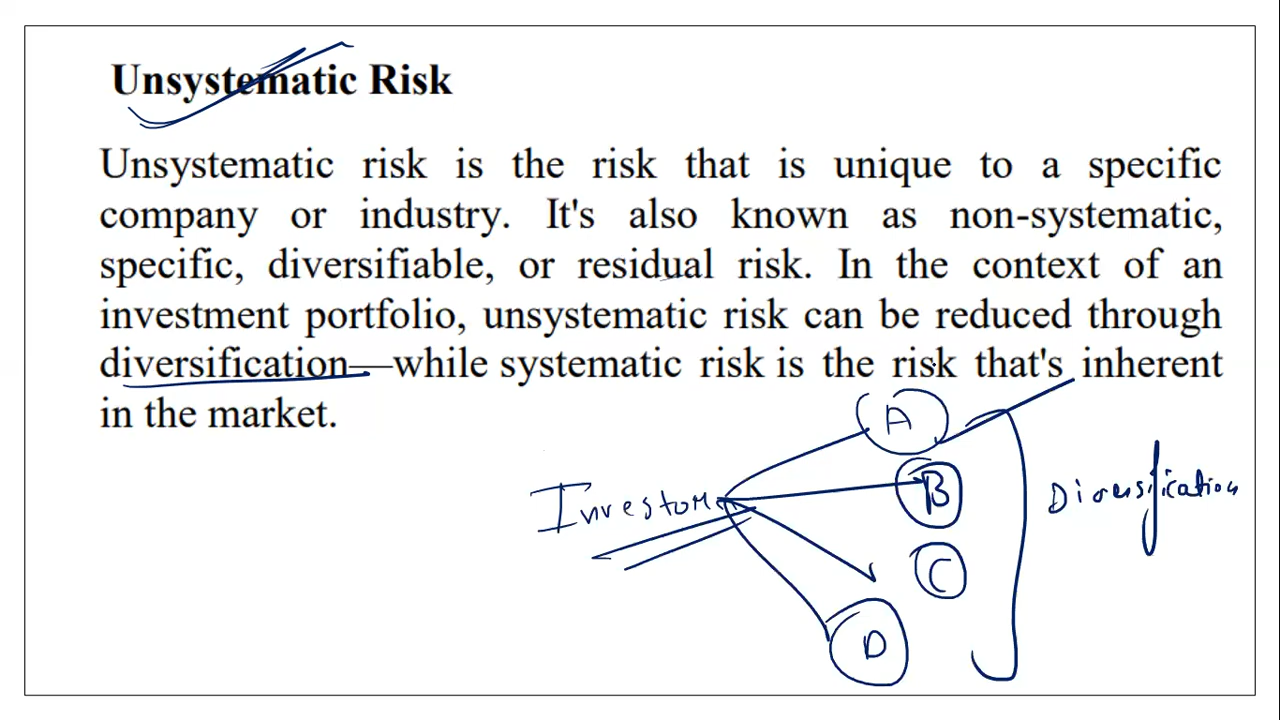 Unsystematic Risk
Unsystematic risk is the risk that is unique to a specific
company or industry. It's also known as non-systematic,
specific, diversifiable, or residual risk. In the context of an
investment portfolio, unsystematic risk can be reduced through
diversification—while systematic risk is the risk that's inherent
in the market.
A
B
Investor
Diversification
C
D